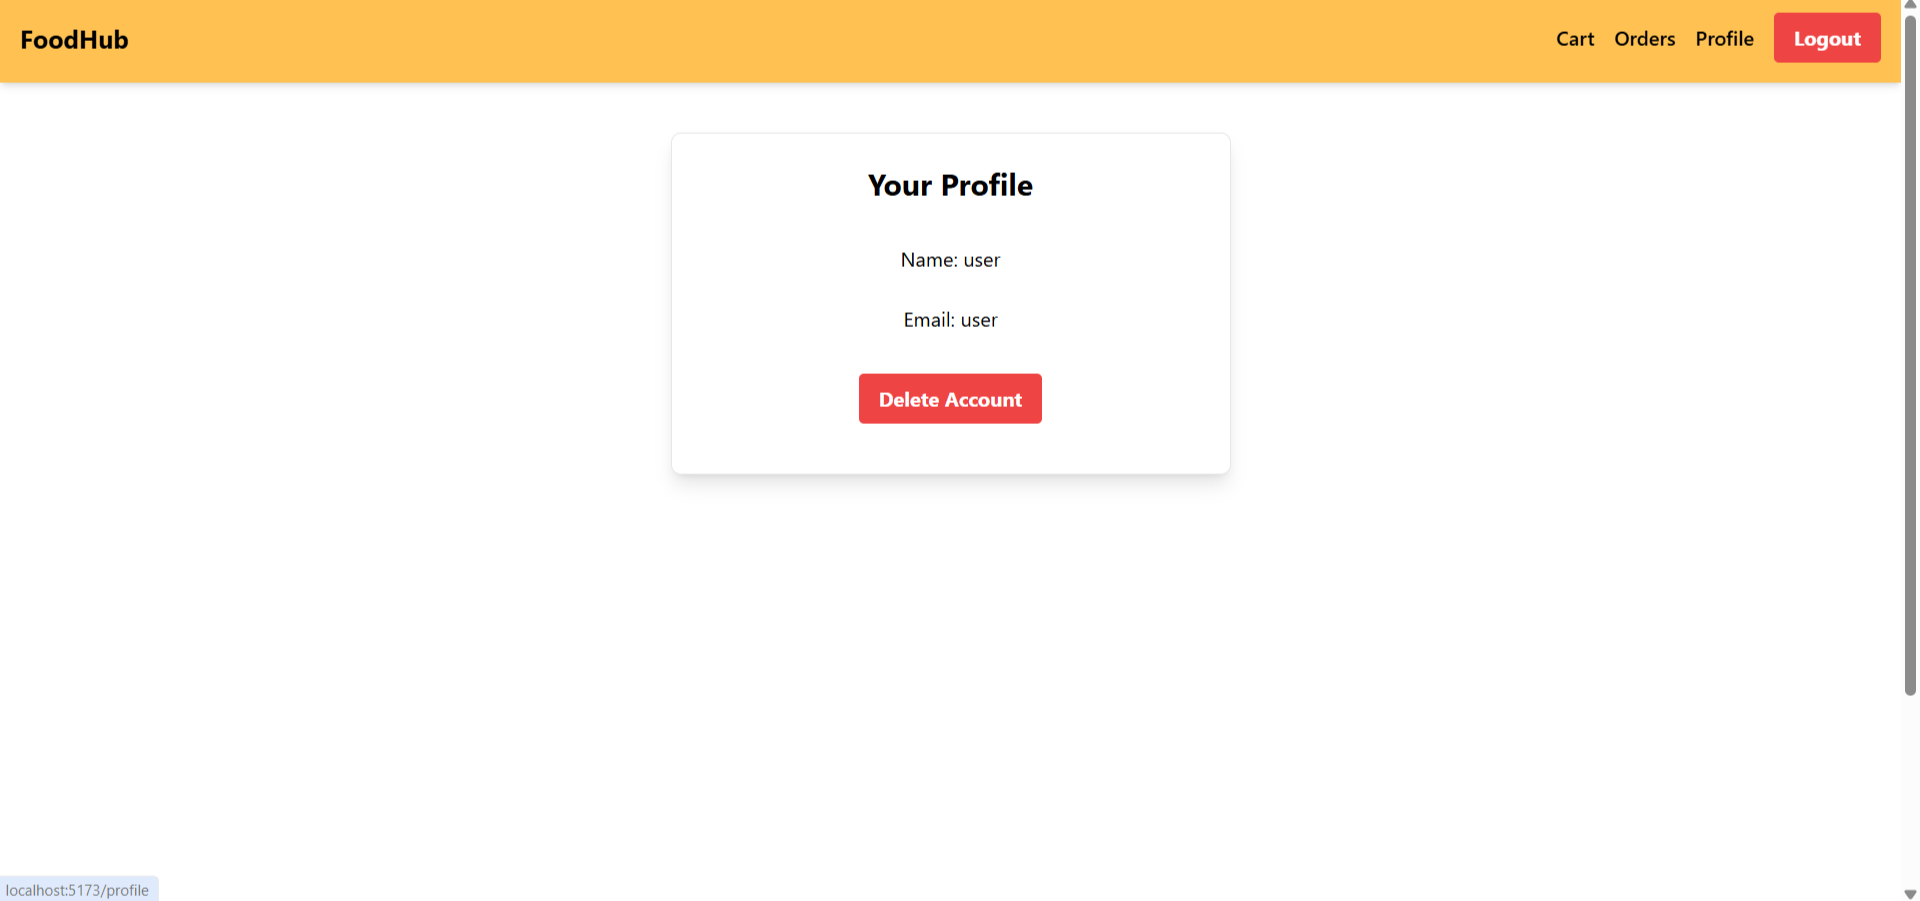 FoodHub
Cart Orders Profile Logout
Your Profile
Name: user
Email: user
Delete Account
localhost:5173/profile